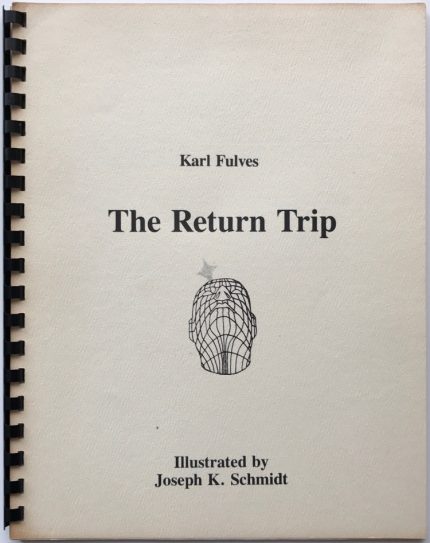 Karl Fulves
The Return Trip
Illustrated by
Joseph K. Schmidt